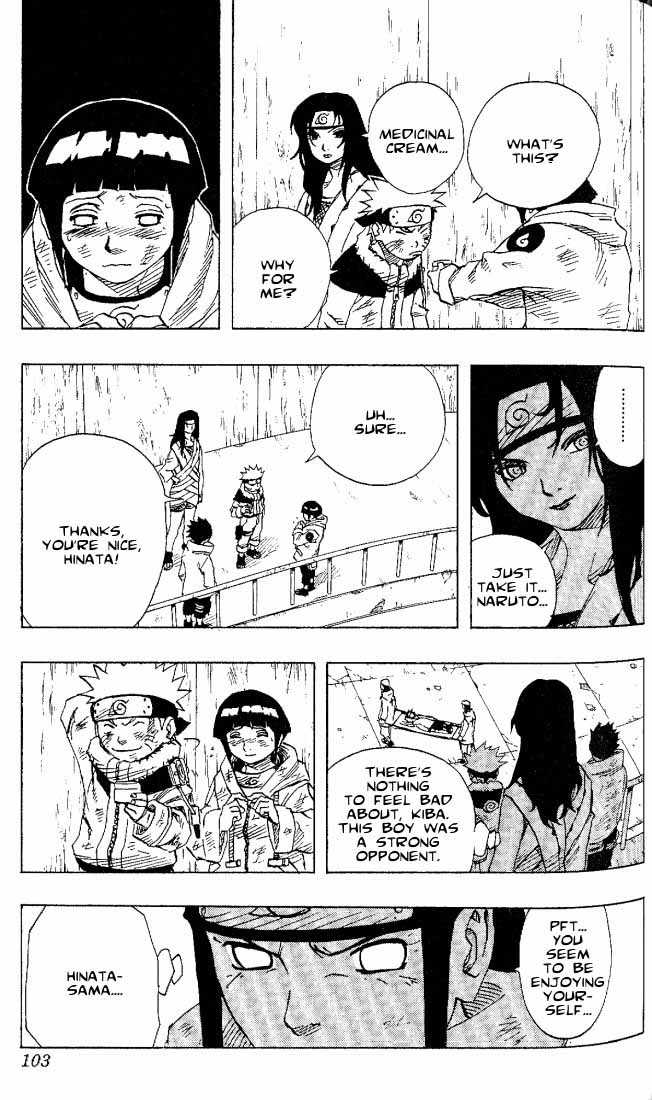 WHAT'S
THIS?
MEDICINAL
CREAM...
WHY
FOR
ME?
..........
JUST
TAKE IT...
NARUTO...
UH...
SURE...
THANKS,
YOU'RE NICE,
HINATA!
THERE'S
NOTHING
TO FEEL BAD
ABOUT, KIBA.
THIS BOY WAS
A STRONG
OPPONENT.
PFT...
YOU
SEEM
TO BE
ENJOYING
YOUR-
SELF...
HINATA-
SAMA....
103